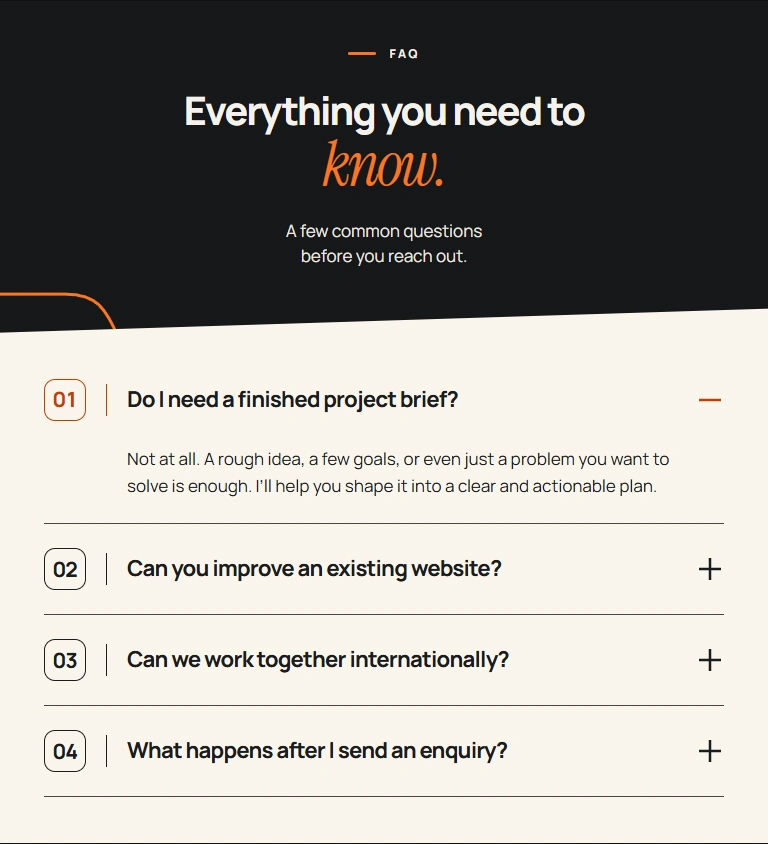 FAQ
Everything you need to
know.
A few common questions
before you reach out.
01
Do I need a finished project brief?
Not at all. A rough idea, a few goals, or even just a problem you want to
solve is enough. I’ll help you shape it into a clear and actionable plan.
02
Can you improve an existing website?
03
Can we work together internationally?
04
What happens after I send an enquiry?